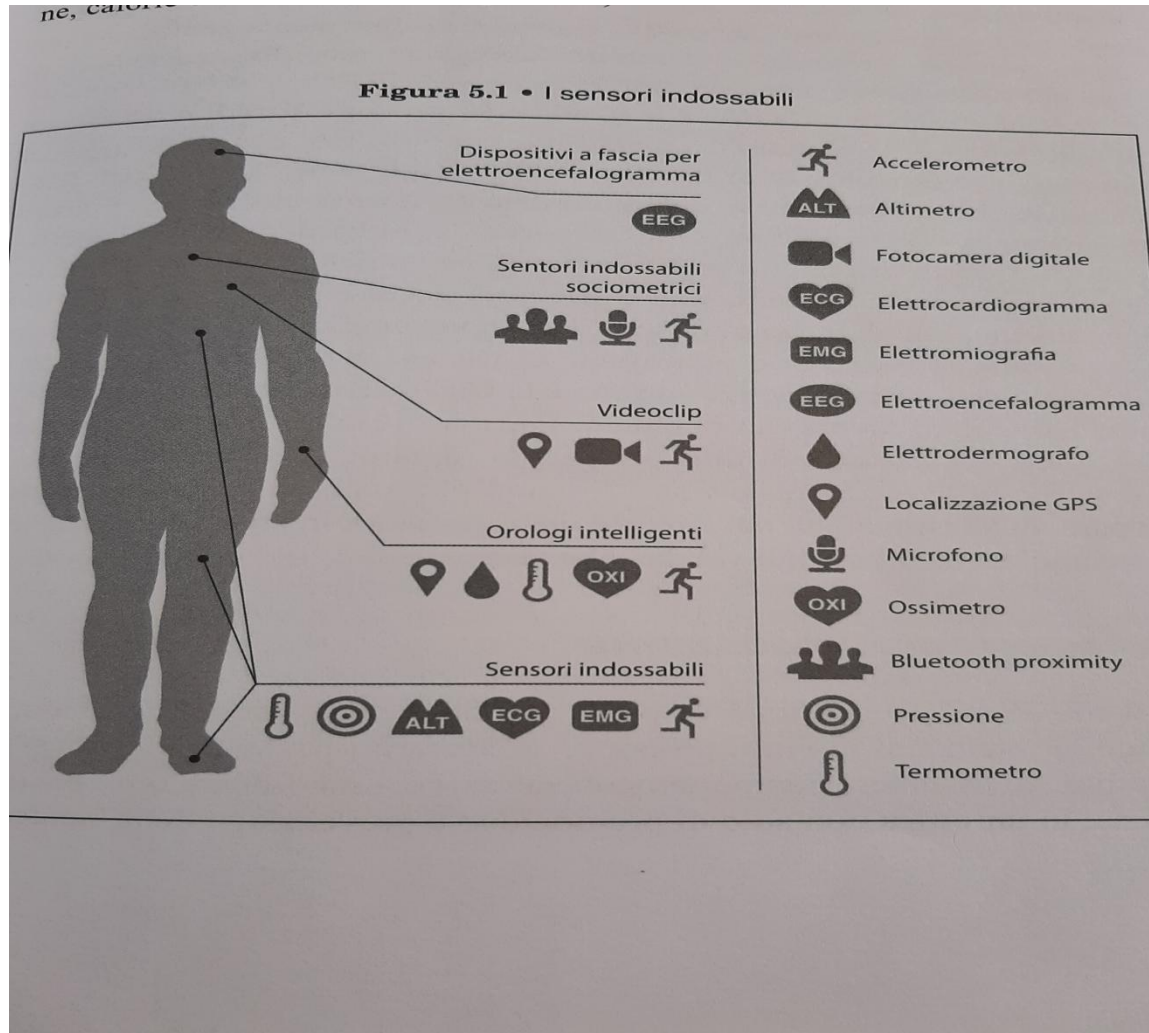 ne,
Figura 5.1 • I sensori indossabili
Dispositivi a fascia per
elettroencefalogramma
EEG
Sentori indossabili
sociometrici
Videoclip
Orologi intelligenti
OXI
Sensori indossabili
ALT
ECG
EMG
Accelerometro
ALT
Altimetro
Fotocamera digitale
ECG
Elettrocardiogramma
EMG
Elettromiografia
EEG
Elettroencefalogramma
Elettrodermografo
Localizzazione GPS
Microfono
OXI
Ossimetro
Bluetooth proximity
Pressione
Termometro